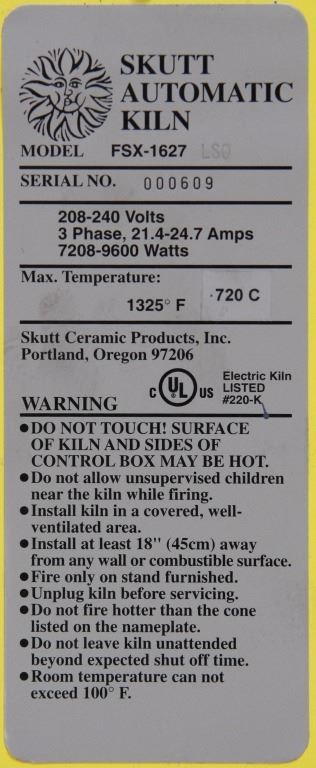 SKUTT
AUTOMATIC
KILN
MODEL FSX-1627 LSQ
SERIAL NO. 000609
208-240 Volts
3 Phase, 21.4-24.7 Amps
7208-9600 Watts
Max. Temperature:
1325° F 720 C
Skutt Ceramic Products, Inc.
Portland, Oregon 97206
WARNING
C UL US
Electric Kiln
LISTED
#220-K
• DO NOT TOUCH! SURFACE
OF KILN AND SIDES OF
CONTROL BOX MAY BE HOT.
• Do not allow unsupervised children
near the kiln while firing.
• Install kiln in a covered, well-
ventilated area.
• Install at least 18" (45cm) away
from any wall or combustible surface.
• Fire only on stand furnished.
• Unplug kiln before servicing.
• Do not fire hotter than the cone
listed on the nameplate.
• Do not leave kiln unattended
beyond expected shut off time.
• Room temperature can not
exceed 100° F.